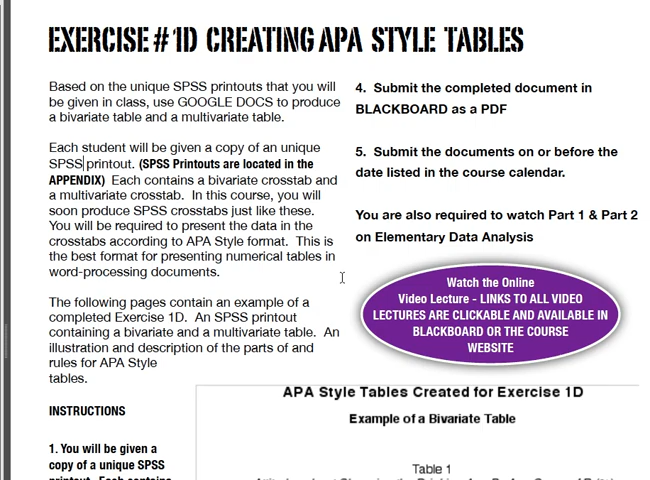 EXERCISE #1D CREATING APA STYLE TABLES
Based on the unique SPSS printouts that you will
be given in class, use GOOGLE DOCS to produce
a bivariate table and a multivariate table.
Each student will be given a copy of an unique
SPSS printout. (SPSS Printouts are located in the
APPENDIX) Each contains a bivariate crosstab and
a multivariate crosstab. In this course, you will
soon produce SPSS crosstabs just like these.
You will be required to present the data in the
crosstabs according to APA Style format. This is
the best format for presenting numerical tables in
word-processing documents.
The following pages contain an example of a
completed Exercise 1D. An SPSS printout
containing a bivariate and a multivariate table. An
illustration and description of the parts of and
rules for APA Style
tables.
INSTRUCTIONS
1. You will be given a
copy of a unique SPSS
printout. Each contains
4. Submit the completed document in
BLACKBOARD as a PDF
5. Submit the documents on or before the
date listed in the course calendar.
You are also required to watch Part 1 & Part 2
on Elementary Data Analysis
Watch the Online
Video Lecture - LINKS TO ALL VIDEO
LECTURES ARE CLICKABLE AND AVAILABLE IN
BLACKBOARD OR THE COURSE
WEBSITE
APA Style Tables Created for Exercise 1D
Example of a Bivariate Table
Table 1